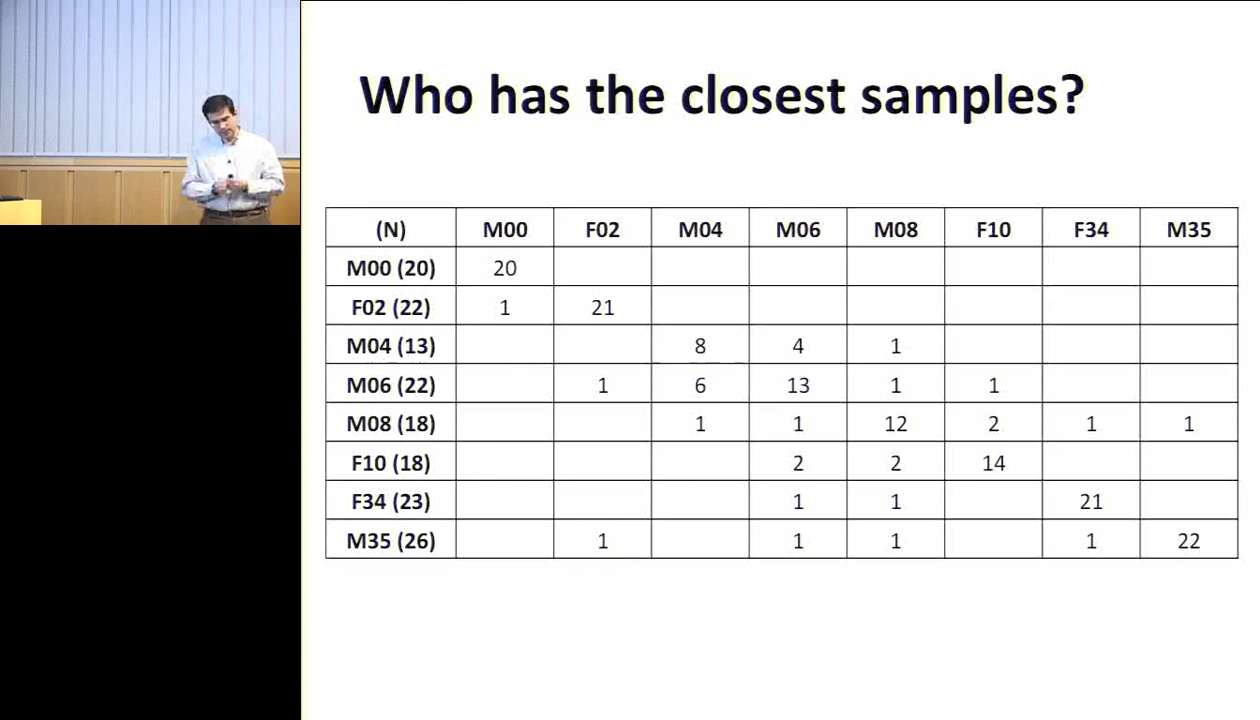 Who has the closest samples?
(N) M00 F02 M04 M06 M08 F10 F34 M35
M00 (20) 20
F02 (22) 1 21
M04 (13) 8 4 1
M06 (22) 1 6 13 1 1
M08 (18) 1 1 12 2 1 1
F10 (18) 2 2 14
F34 (23) 1 1 21
M35 (26) 1 1 1 1 22